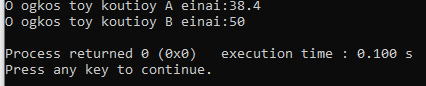 O ogkos toy koutioy A einai:38.4
O ogkos toy koutioy B einai:50
Process returned 0 (0x0)   execution time : 0.100 s
Press any key to continue.